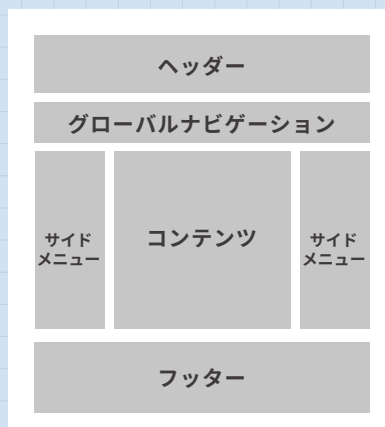 ヘッダー
グローバルナビゲーション
サイド
メニュー
コンテンツ
サイド
メニュー
フッター